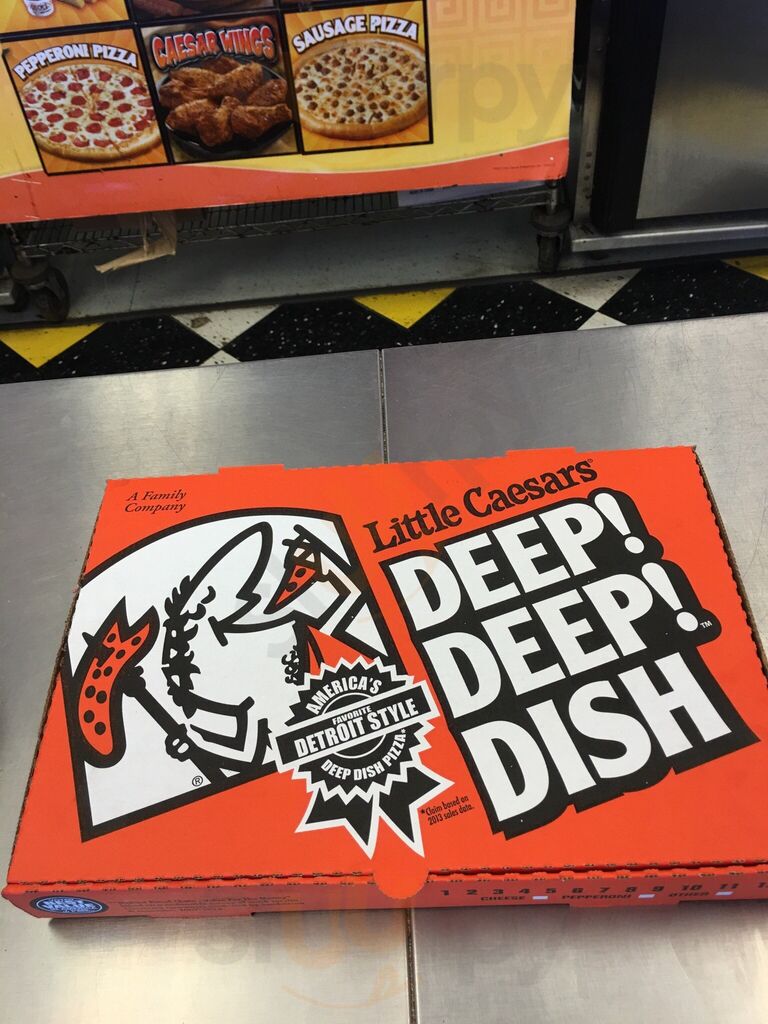 PEPPERONI PIZZA
CAESAR WINGS
SAUSAGE PIZZA
A Family
Company
Little Caesars®
DEEP!
DEEP!™
DISH
AMERICA'S
FAVORITE
DETROIT STYLE
DEEP DISH PIZZA*
*Claim based on
2013 sales data.
®
1 2 3 4 5 6 7 8 9 10 11
CHEESE PEPPERONI OTHER